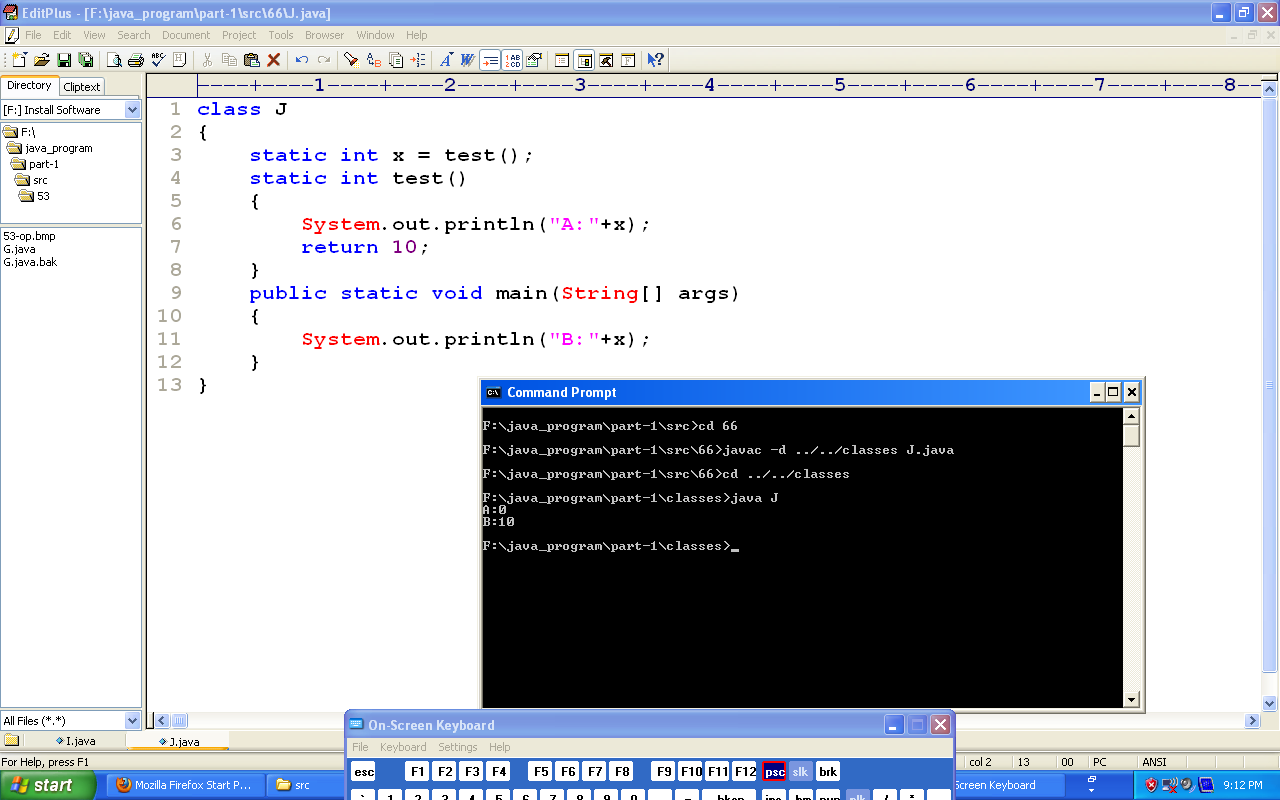 EditPlus - [F:\java_program\part-1\src\66\J.java]
File Edit View Search Document Project Tools Browser Window Help
Directory Cliptext
[F:] Install Software
F:\
java_program
part-1
src
53
53-op.bmp
G.java
G.java.bak
----+----1----+----2----+----3----+----4----+----5----+----6----+----7----+----8--
1 class J
2 {
3 static int x = test();
4 static int test()
5 {
6 System.out.println("A:"+x);
7 return 10;
8 }
9 public static void main(String[] args)
10 {
11 System.out.println("B:"+x);
12 }
13 }
Command Prompt
F:\java_program\part-1\src>cd 66
F:\java_program\part-1\src\66>javac -d ../../classes J.java
F:\java_program\part-1\src\66>cd ../../classes
F:\java_program\part-1\classes>java J
A:0
B:10
F:\java_program\part-1\classes>_
All Files (*.*)
I.java J.java
For Help, press F1
col 2 13 00 PC ANSI
On-Screen Keyboard
File Keyboard Settings Help
esc F1 F2 F3 F4 F5 F6 F7 F8 F9 F10 F11 F12 psc slk brk
start
Mozilla Firefox Start P...
src
Screen Keyboard
9:12 PM